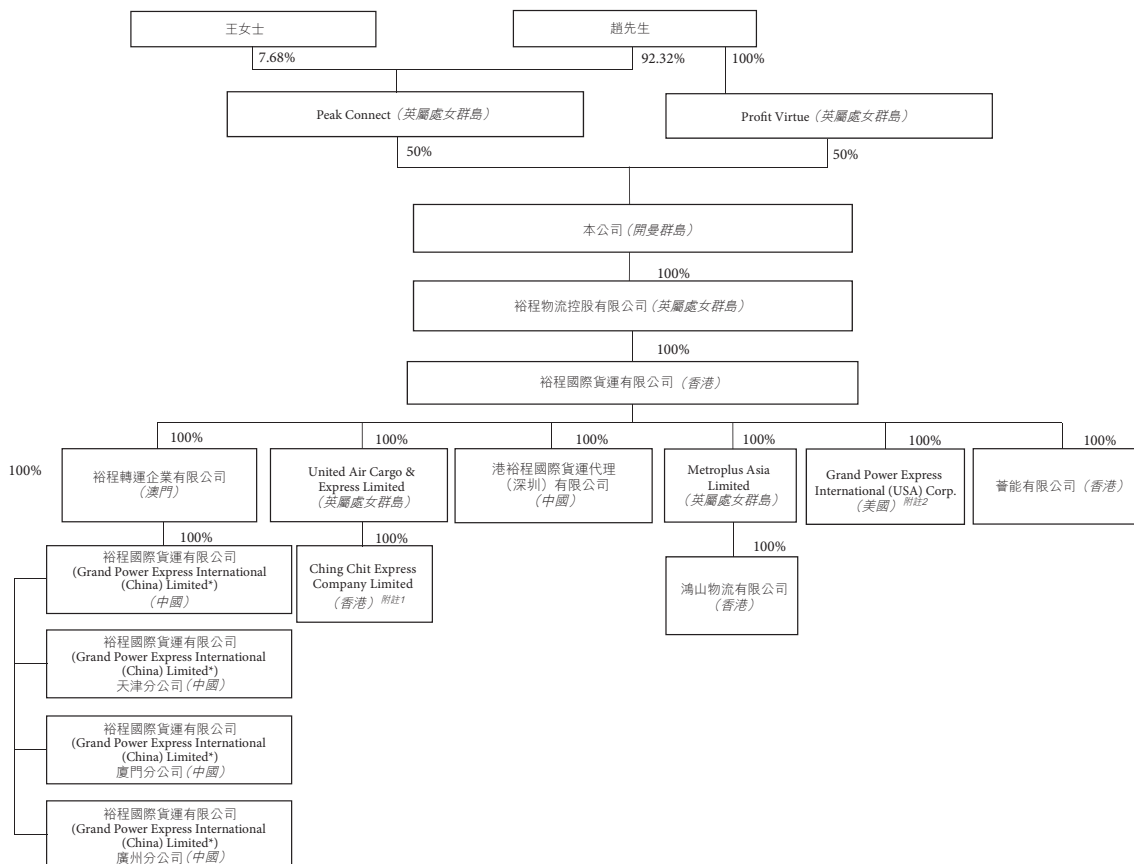 王女士
趙先生
7.68%
92.32%
100%
Peak Connect（英屬處女群島）
Profit Virtue（英屬處女群島）
50%
50%
本公司（開曼群島）
100%
裕程物流控股有限公司（英屬處女群島）
100%
裕程國際貨運有限公司（香港）
100%
100%
100%
100%
100%
100%
100%
裕程轉運企業有限公司
（澳門）
United Air Cargo &
Express Limited
（英屬處女群島）
港裕程國際貨運代理
（深圳）有限公司
（中國）
Metroplus Asia
Limited
（英屬處女群島）
Grand Power Express
International (USA) Corp.
（美國）附註2
薈能有限公司（香港）
100%
100%
100%
裕程國際貨運有限公司
(Grand Power Express International
(China) Limited*)
（中國）
Ching Chit Express
Company Limited
（香港）附註1
鴻山物流有限公司
（香港）
裕程國際貨運有限公司
(Grand Power Express International
(China) Limited*)
天津分公司（中國）
裕程國際貨運有限公司
(Grand Power Express International
(China) Limited*)
廈門分公司（中國）
裕程國際貨運有限公司
(Grand Power Express International
(China) Limited*)
廣州分公司（中國）